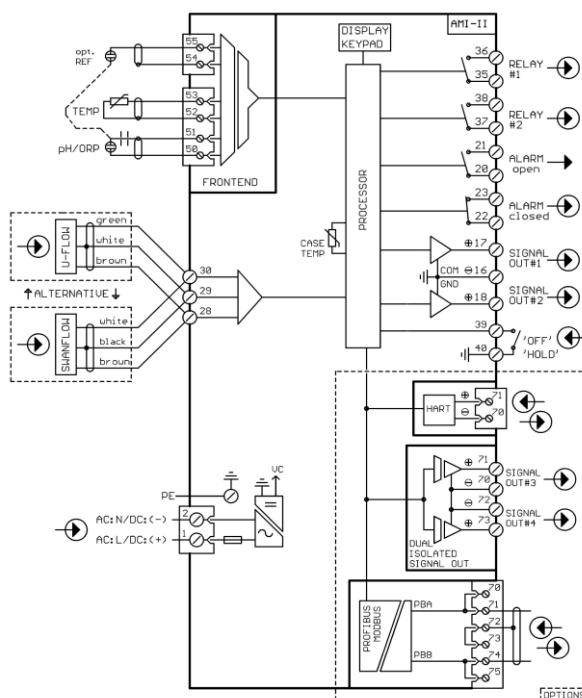 AMI-II
DISPLAY
KEYPAD
opt.
REF
55
54
TEMP
53
52
pH/ORP
51
50
FRONTEND
PROCESSOR
CASE
TEMP
36
35
RELAY
#1
38
37
RELAY
#2
21
20
ALARM
open
23
22
ALARM
closed
17
SIGNAL
OUT#1
COM
GND
16
18
SIGNAL
OUT#2
39
40
'OFF'
'HOLD'
U-FLOW
green
white
brown
↑ALTERNATIVE↓
SWANFLOW
white
black
brown
30
29
28
HART
71
70
71
70
72
73
SIGNAL
OUT#3
SIGNAL
OUT#4
DUAL
ISOLATED
SIGNAL OUT
PE
VC
AC:N/DC:(-)
2
AC:L/DC:(+)
1
PROFIBUS
MODBUS
PBA
PBB
70
71
72
73
74
75
OPTIONS